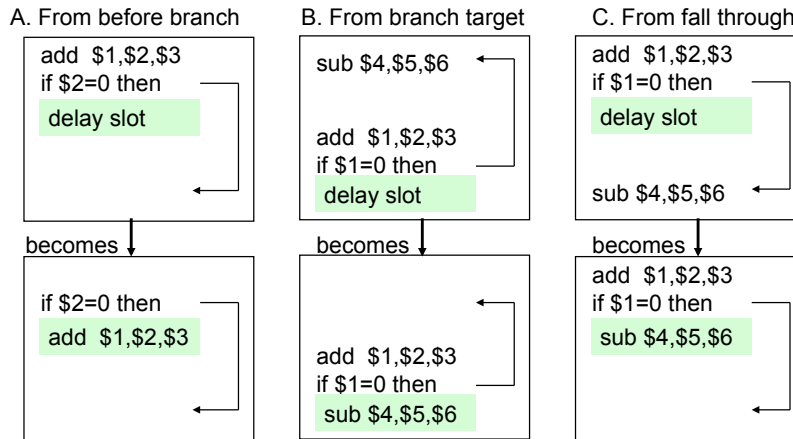 A. From before branch
add $1,$2,$3
if $2=0 then
delay slot
becomes
if $2=0 then
add $1,$2,$3
B. From branch target
sub $4,$5,$6
add $1,$2,$3
if $1=0 then
delay slot
becomes
add $1,$2,$3
if $1=0 then
sub $4,$5,$6
C. From fall through
add $1,$2,$3
if $1=0 then
delay slot
sub $4,$5,$6
becomes
add $1,$2,$3
if $1=0 then
sub $4,$5,$6